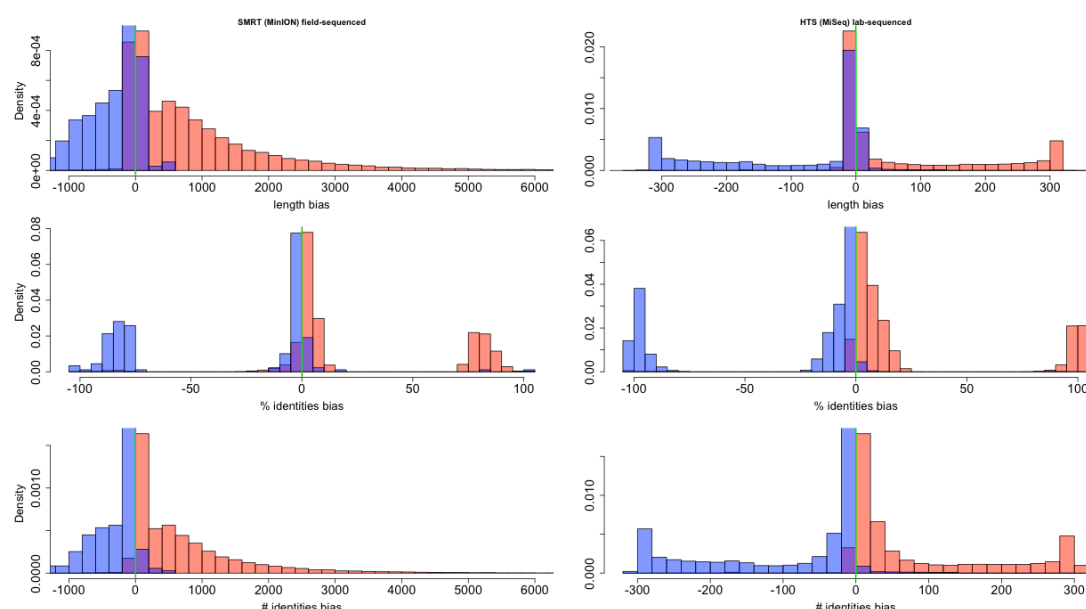 SMRT (MinION) field-sequenced
HTS (MiSeq) lab-sequenced
Density
0e+00 4e-04 8e-04
-1000 0 1000 2000 3000 4000 5000 6000
length bias
0.000 0.010 0.020
-300 -200 -100 0 100 200 300
length bias
Density
0.00 0.02 0.04 0.06 0.08
-100 -50 0 50 100
% identities bias
0.00 0.02 0.04 0.06
-100 -50 0 50 100
% identities bias
Density
0.0000 0.0010
-1000 0 1000 2000 3000 4000 5000 6000
# identities bias
0.000 0.010
-300 -200 -100 0 100 200 300
# identities bias